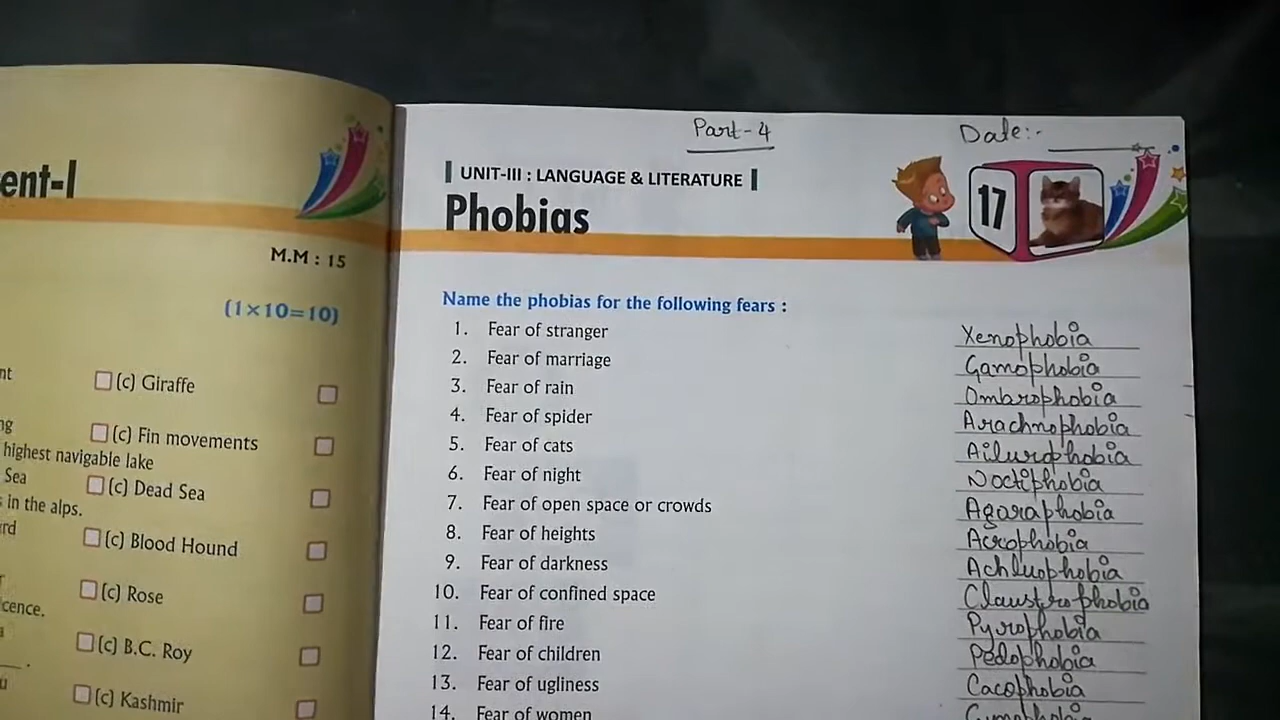 ent-I
M.M : 15
(1×10=10)
nt
(c) Giraffe
ng
(c) Fin movements
highest navigable lake
Sea
(c) Dead Sea
in the alps.
rd
(c) Blood Hound
(c) Rose
cence.
(c) B.C. Roy
(c) Kashmir
Part-4
Date:-
UNIT-III : LANGUAGE & LITERATURE
Phobias
17
Name the phobias for the following fears :
1. Fear of stranger Xenophobia
2. Fear of marriage Gamophobia
3. Fear of rain Ombrophobia
4. Fear of spider Arachnophobia
5. Fear of cats Ailurophobia
6. Fear of night Noctiphobia
7. Fear of open space or crowds Agaraphobia
8. Fear of heights Acrophobia
9. Fear of darkness Achluophobia
10. Fear of confined space Claustrophobia
11. Fear of fire Pyrophobia
12. Fear of children Pedophobia
13. Fear of ugliness Cacophobia
14. Fear of women